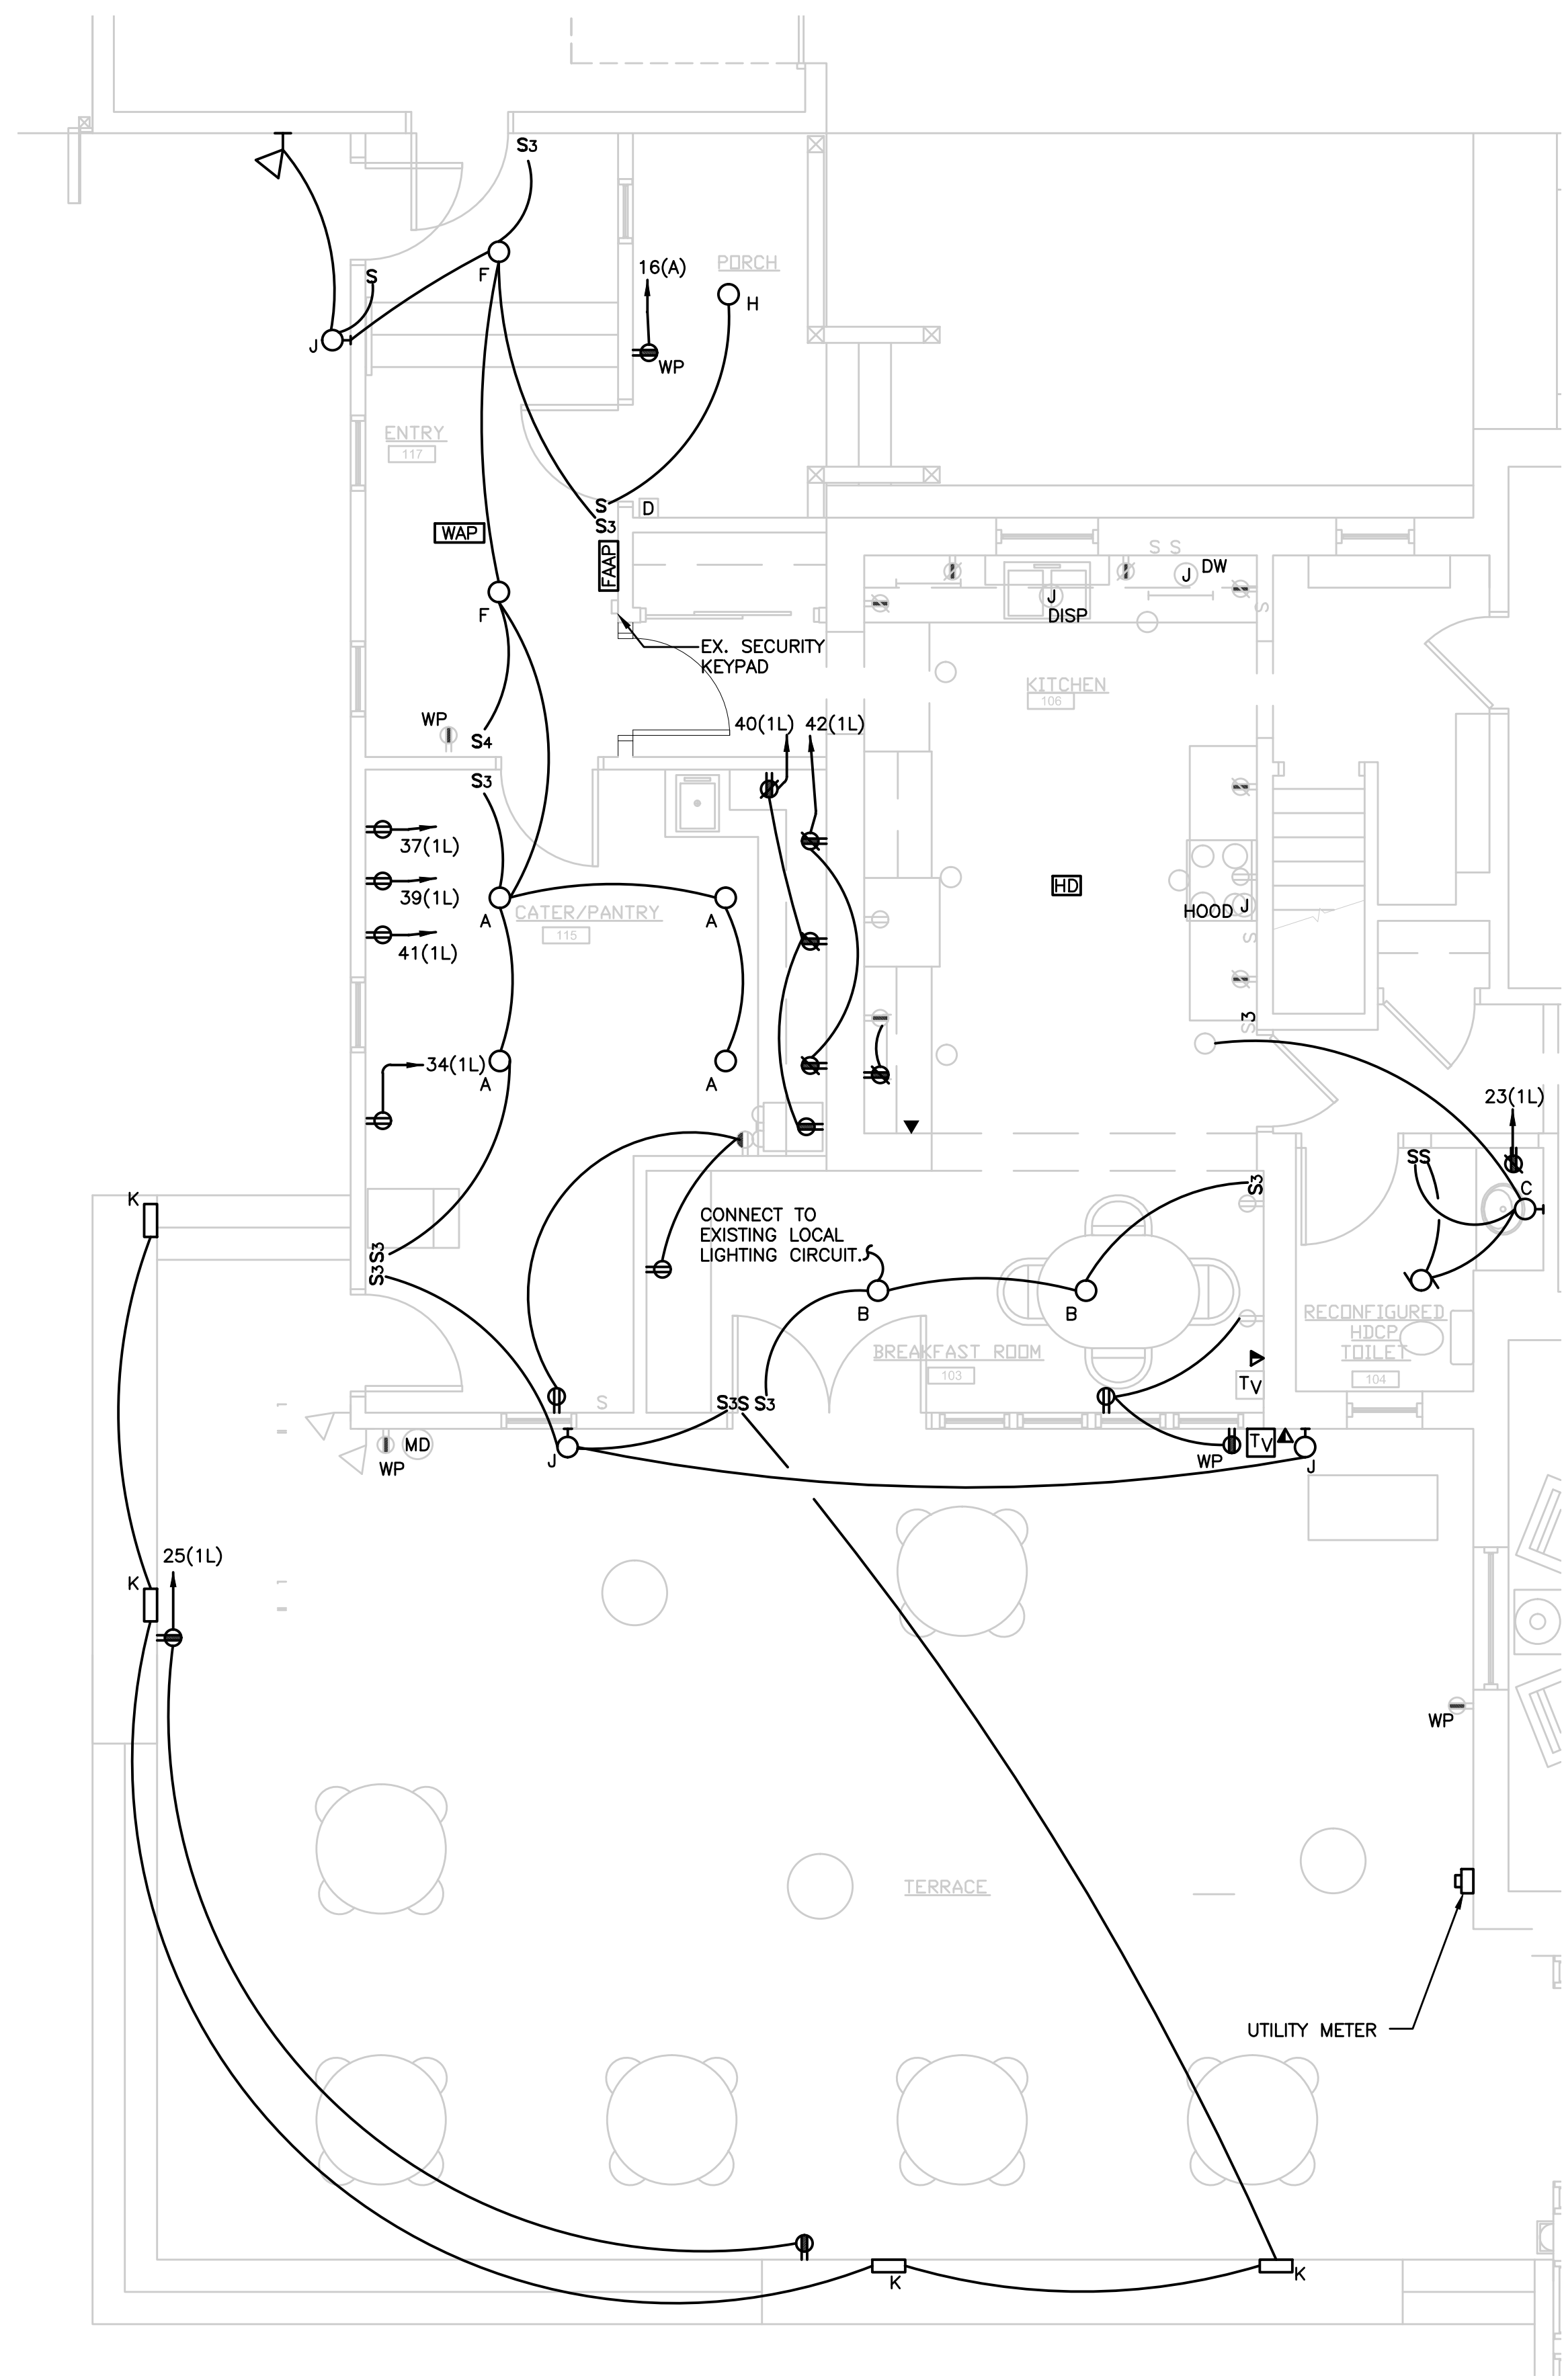 S3
PORCH
S
F
16(A)
H
J
WP
ENTRY
117
S
D
S3
WAP
FAAP
S S
DW
J
J
DISP
S
F
EX. SECURITY
KEYPAD
KITCHEN
106
WP
S4
40(1L)
42(1L)
S3
37(1L)
39(1L)
HD
A
CATER/PANTRY
A
HOOD
J
115
41(1L)
S
S3
S
34(1L)
A
A
23(1L)
SS
C
K
S3
CONNECT TO
EXISTING LOCAL
LIGHTING CIRCUIT.
S3
S3
B
B
RECONFIGURED
HDCP
TOILET
104
BREAKFAST ROOM
103
TV
S
S3S S3
MD
WP
J
WP
TV
J
25(1L)
K
WP
TERRACE
UTILITY METER
K
K